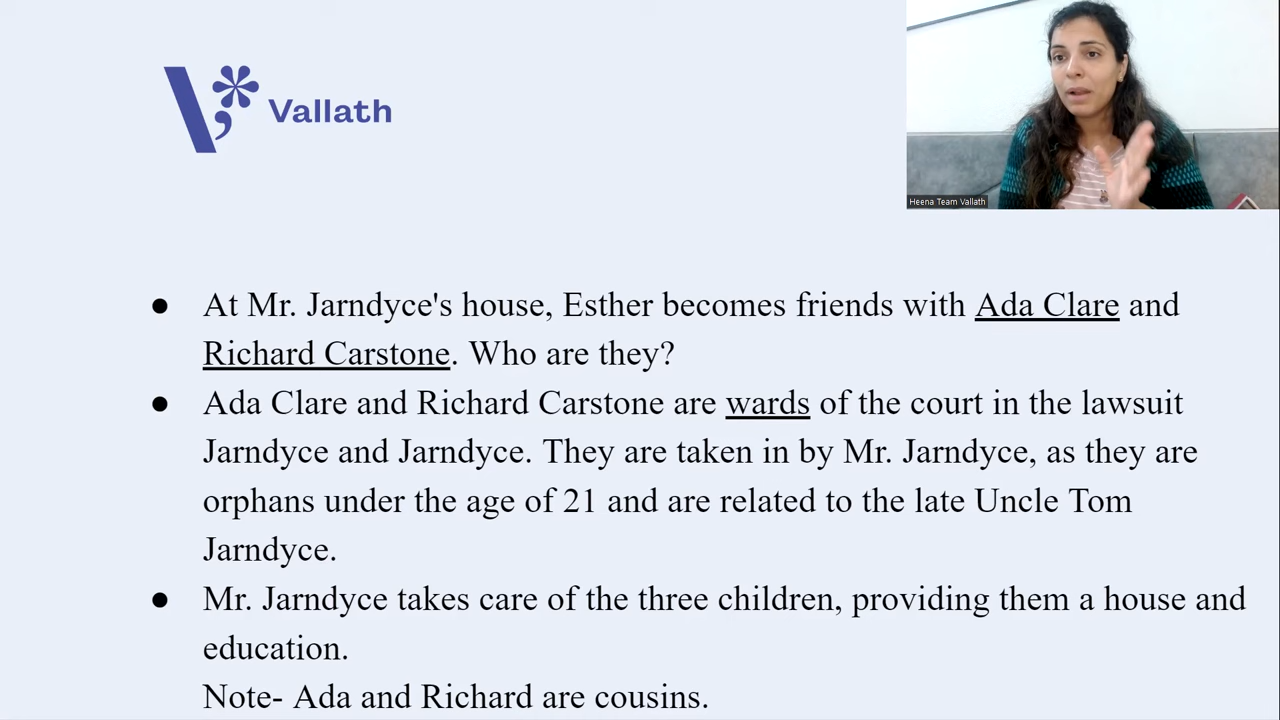 Vallath
Heena Team Vallath
● At Mr. Jarndyce's house, Esther becomes friends with Ada Clare and
Richard Carstone. Who are they?
● Ada Clare and Richard Carstone are wards of the court in the lawsuit
Jarndyce and Jarndyce. They are taken in by Mr. Jarndyce, as they are
orphans under the age of 21 and are related to the late Uncle Tom
Jarndyce.
● Mr. Jarndyce takes care of the three children, providing them a house and
education.
Note- Ada and Richard are cousins.